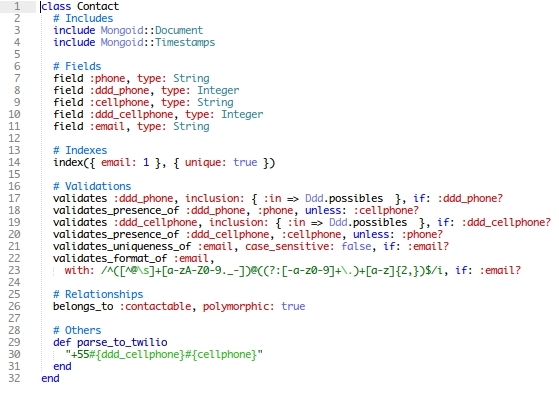 1 class Contact
2   # Includes
3   include Mongoid::Document
4   include Mongoid::Timestamps
5
6   # Fields
7   field :phone, type: String
8   field :ddd_phone, type: Integer
9   field :cellphone, type: String
10   field :ddd_cellphone, type: Integer
11   field :email, type: String
12
13   # Indexes
14   index({ email: 1 }, { unique: true })
15
16   # Validations
17   validates :ddd_phone, inclusion: { :in => Ddd.possibles  }, if: :ddd_phone?
18   validates_presence_of :ddd_phone, :phone, unless: :cellphone?
19   validates :ddd_cellphone, inclusion: { :in => Ddd.possibles  }, if: :ddd_cellphone?
20   validates_presence_of :ddd_cellphone, :cellphone, unless: :phone?
21   validates_uniqueness_of :email, case_sensitive: false, if: :email?
22   validates_format_of :email,
23     with: /^([^@\s]+[a-zA-Z0-9._-])@((?:[-a-z0-9]+\.)+[a-z]{2,})$/i, if: :email?
24
25   # Relationships
26   belongs_to :contactable, polymorphic: true
27
28   # Others
29   def parse_to_twilio
30     "+55#{ddd_cellphone}#{cellphone}"
31   end
32 end